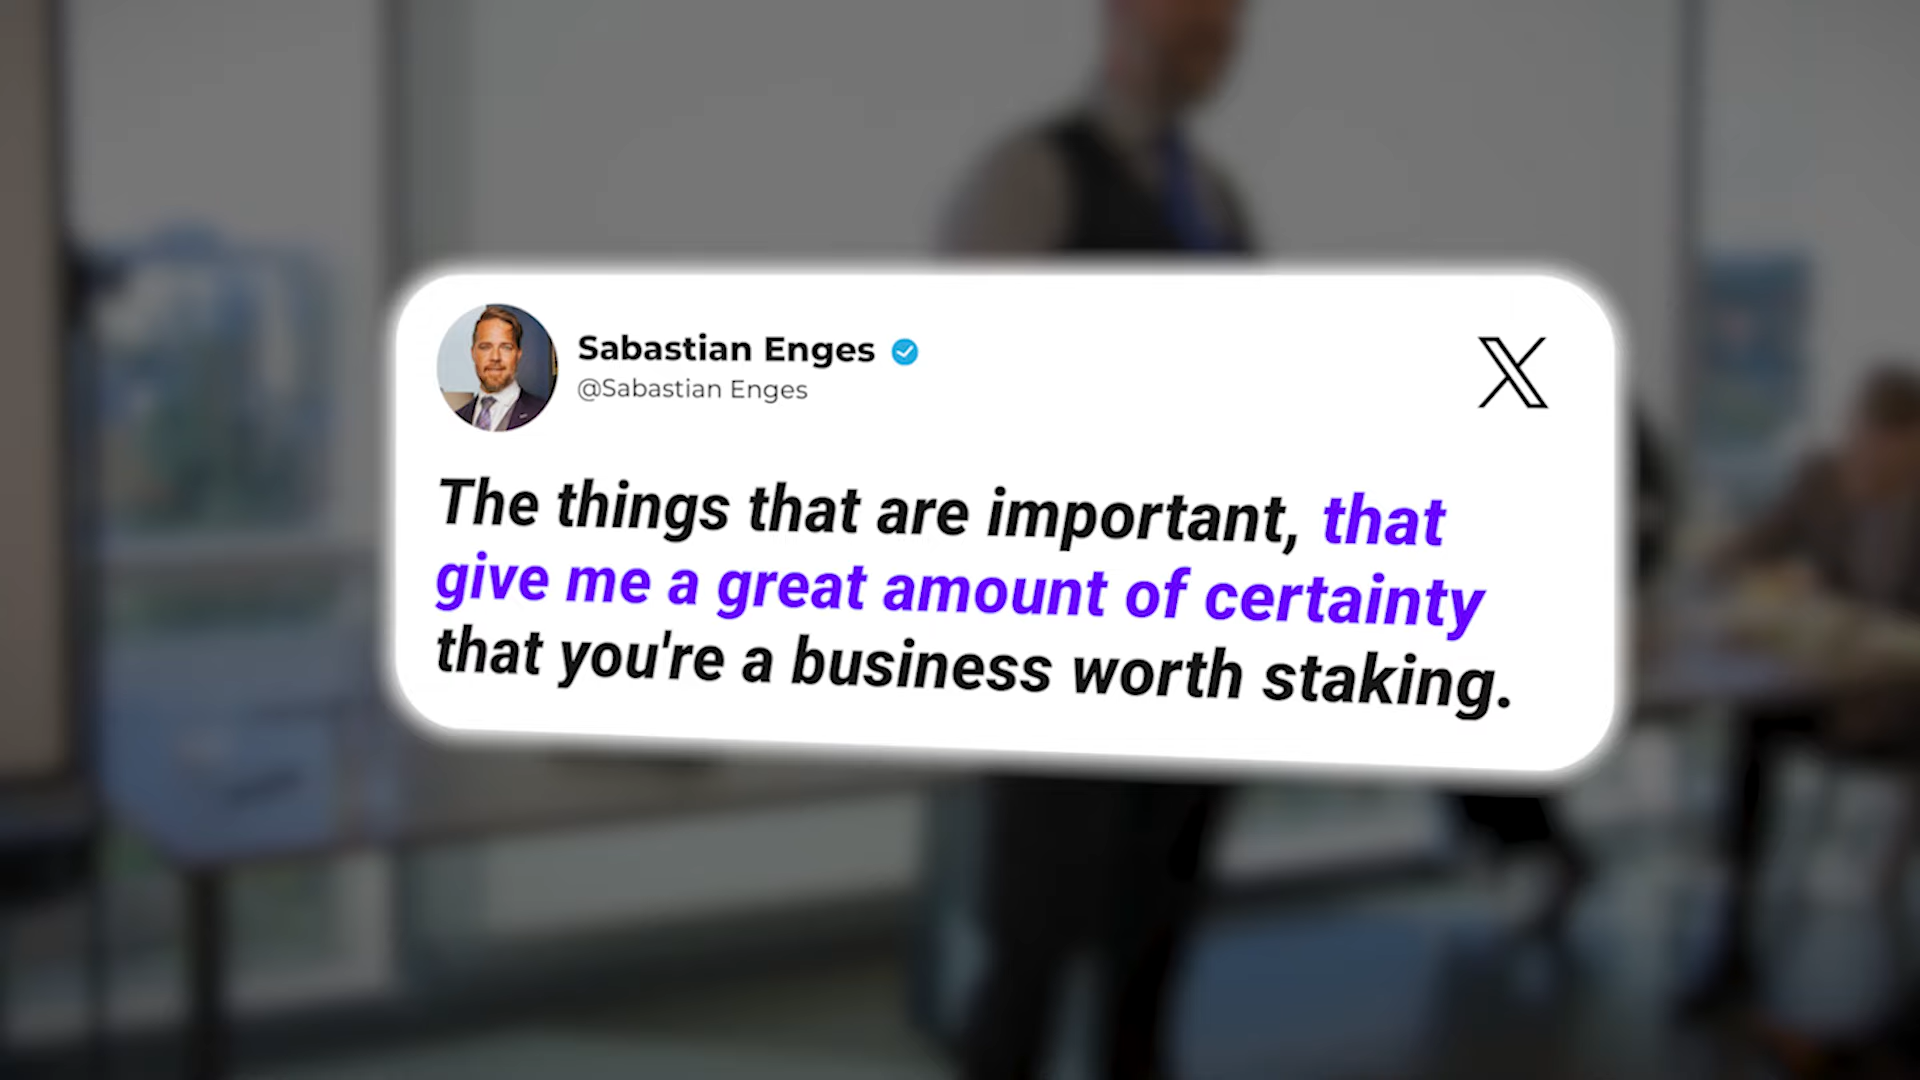 Sabastian Enges
@Sabastian Enges
The things that are important, that
give me a great amount of certainty
that you're a business worth staking.